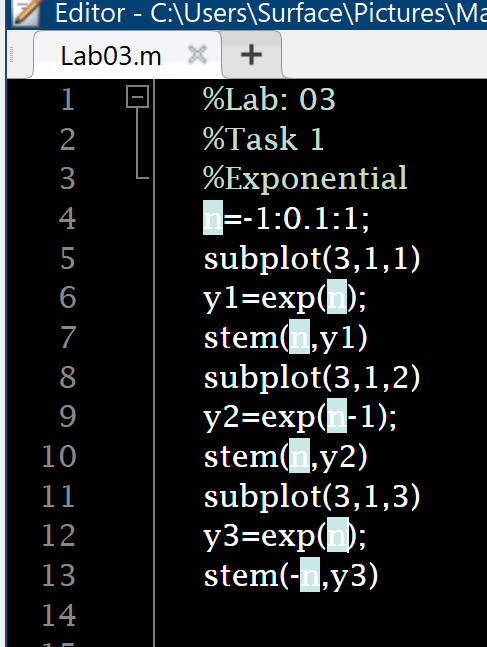 Editor - C:\Users\Surface\Pictures\Ma
Lab03.m
1 %Lab: 03
2 %Task 1
3 %Exponential
4 n=-1:0.1:1;
5 subplot(3,1,1)
6 y1=exp(n);
7 stem(n,y1)
8 subplot(3,1,2)
9 y2=exp(n-1);
10 stem(n,y2)
11 subplot(3,1,3)
12 y3=exp(n);
13 stem(-n,y3)
14